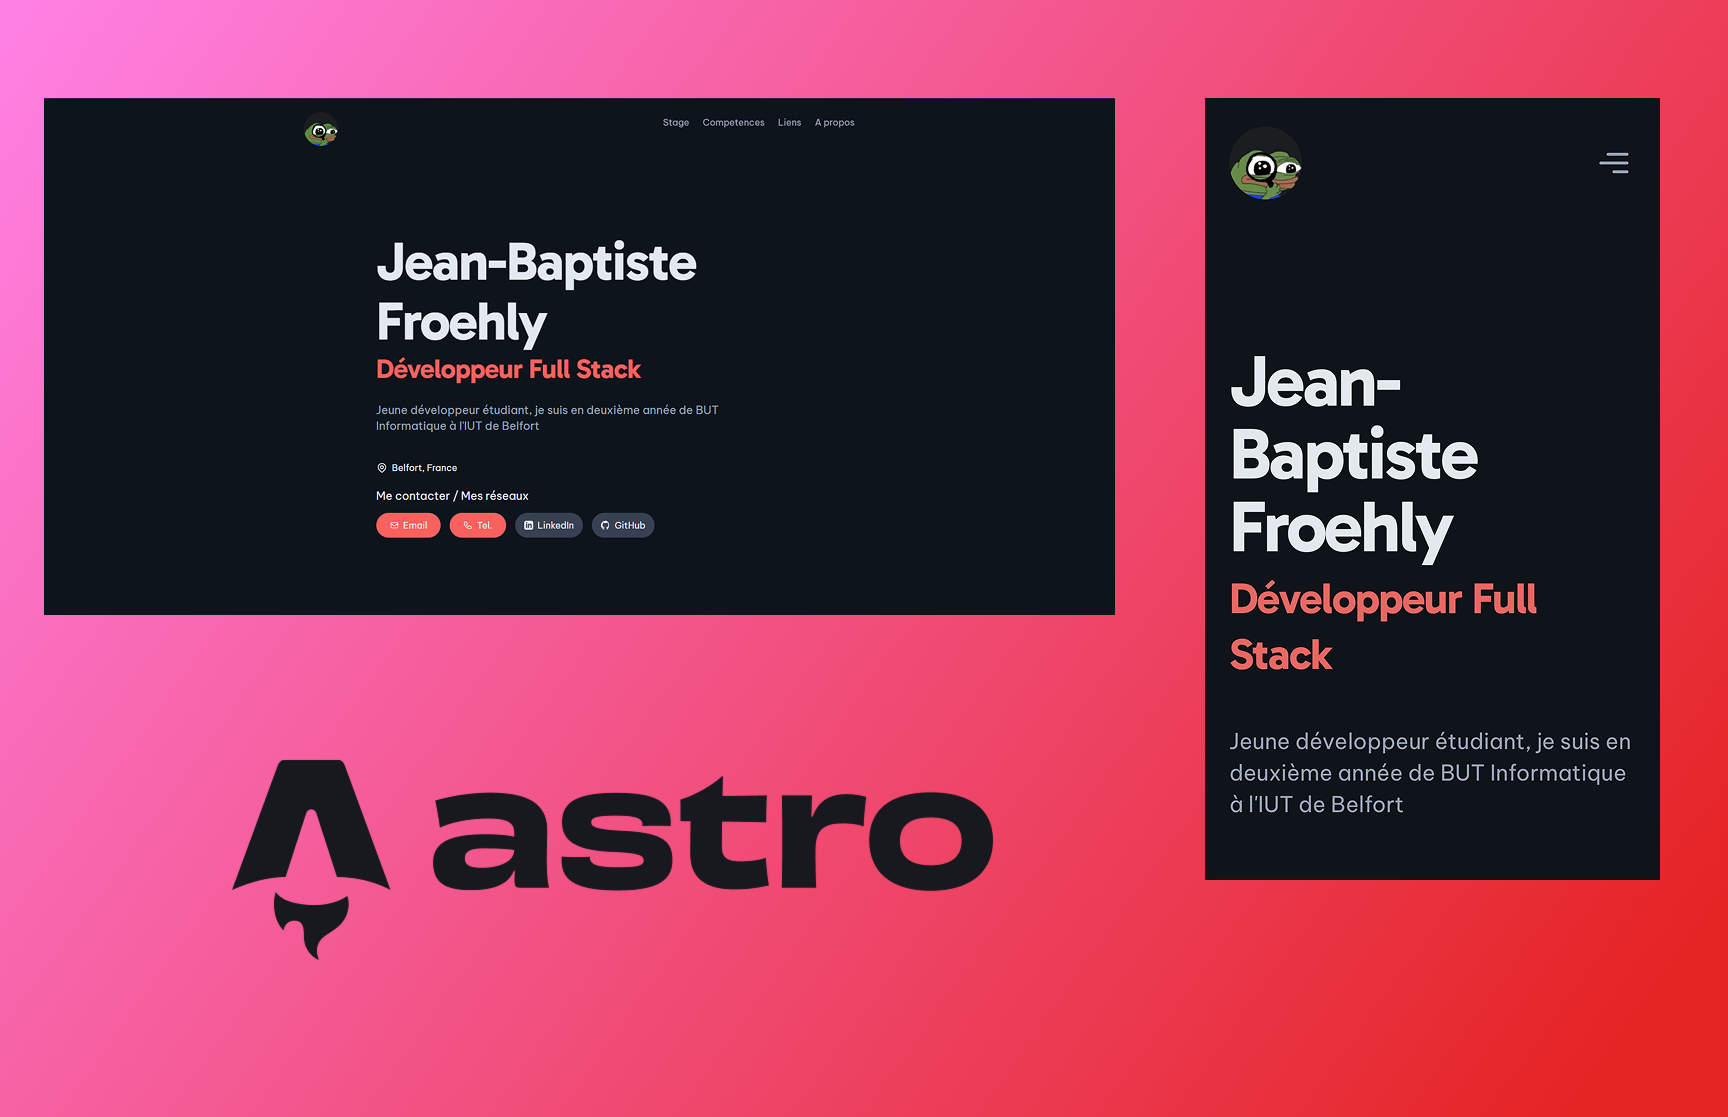 Stage Competences Liens A propos
Jean-Baptiste
Froehly
Développeur Full Stack
Jeune développeur étudiant, je suis en deuxième année de BUT
Informatique à l'IUT de Belfort
Belfort, France
Me contacter / Mes réseaux
Email Tel. LinkedIn GitHub
Jean-
Baptiste
Froehly
Développeur Full
Stack
Jeune développeur étudiant, je suis en
deuxième année de BUT Informatique
à l'IUT de Belfort
astro